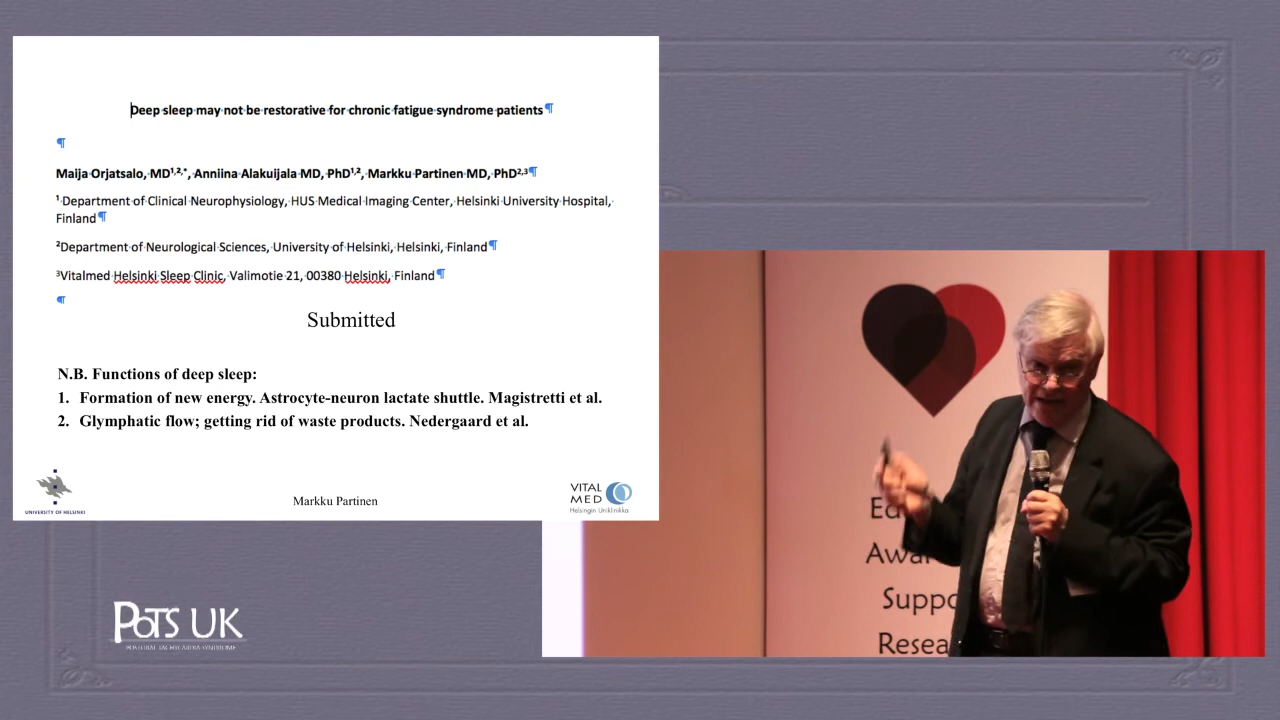 Deep sleep may not be restorative for chronic fatigue syndrome patients¶
¶
Maija Orjatsalo, MD1,2,*, Anniina Alakuijala MD, PhD1,2, Markku Partinen MD, PhD2,3¶
1 Department of Clinical Neurophysiology, HUS Medical Imaging Center, Helsinki University Hospital,
Finland¶
2Department of Neurological Sciences, University of Helsinki, Helsinki, Finland¶
3Vitalmed Helsinki Sleep Clinic, Valimotie 21, 00380 Helsinki, Finland¶
¶
Submitted
N.B. Functions of deep sleep:
1. Formation of new energy. Astrocyte-neuron lactate shuttle. Magistretti et al.
2. Glymphatic flow; getting rid of waste products. Nedergaard et al.
UNIVERSITY OF HELSINKI
Markku Partinen
VITAL
MED
Helsingin Uniklinikka
Ed
Awar
Suppo
Resea
PoTS UK
POSTURAL TACHYCARDIA SYNDROME